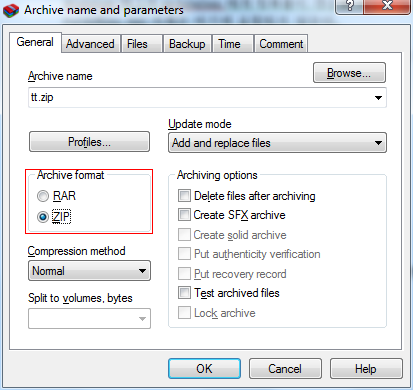 Archive name and parameters
General Advanced Files Backup Time Comment
Archive name
Browse...
tt.zip
Update mode
Profiles...
Add and replace files
Archive format
RAR
ZIP
Archiving options
Delete files after archiving
Create SFX archive
Create solid archive
Put authenticity verification
Put recovery record
Test archived files
Lock archive
Compression method
Normal
Split to volumes, bytes
OK Cancel Help